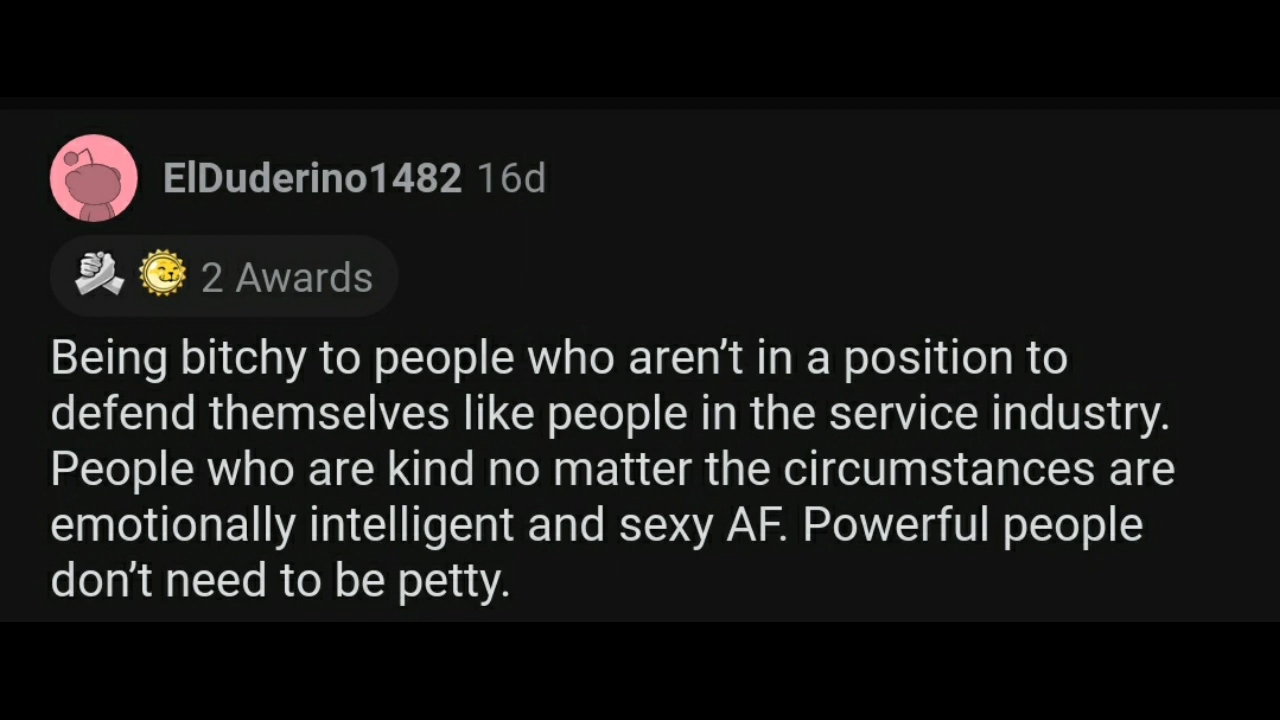 ElDuderino1482 16d
2 Awards
Being bitchy to people who aren’t in a position to
defend themselves like people in the service industry.
People who are kind no matter the circumstances are
emotionally intelligent and sexy AF. Powerful people
don’t need to be petty.